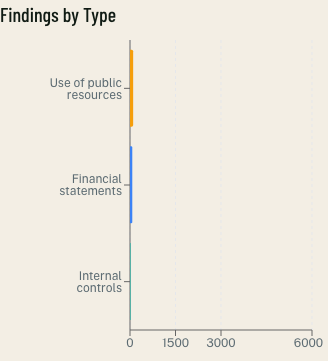 Findings by Type
Use of public
resources
Financial
statements
Internal
controls
0 1500 3000 6000